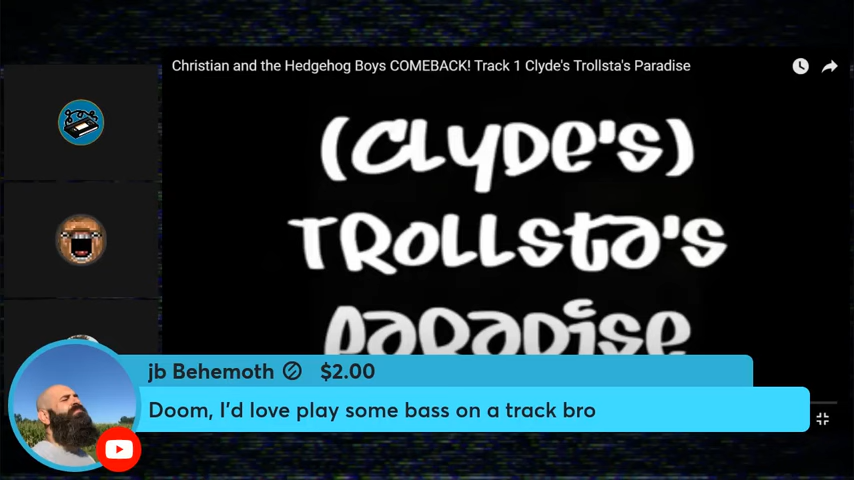 Christian and the Hedgehog Boys COMEBACK! Track 1 Clyde's Trollsta's Paradise
(Clyde's)
Trollsta's
Paradise
jb Behemoth $2.00
Doom, I'd love play some bass on a track bro